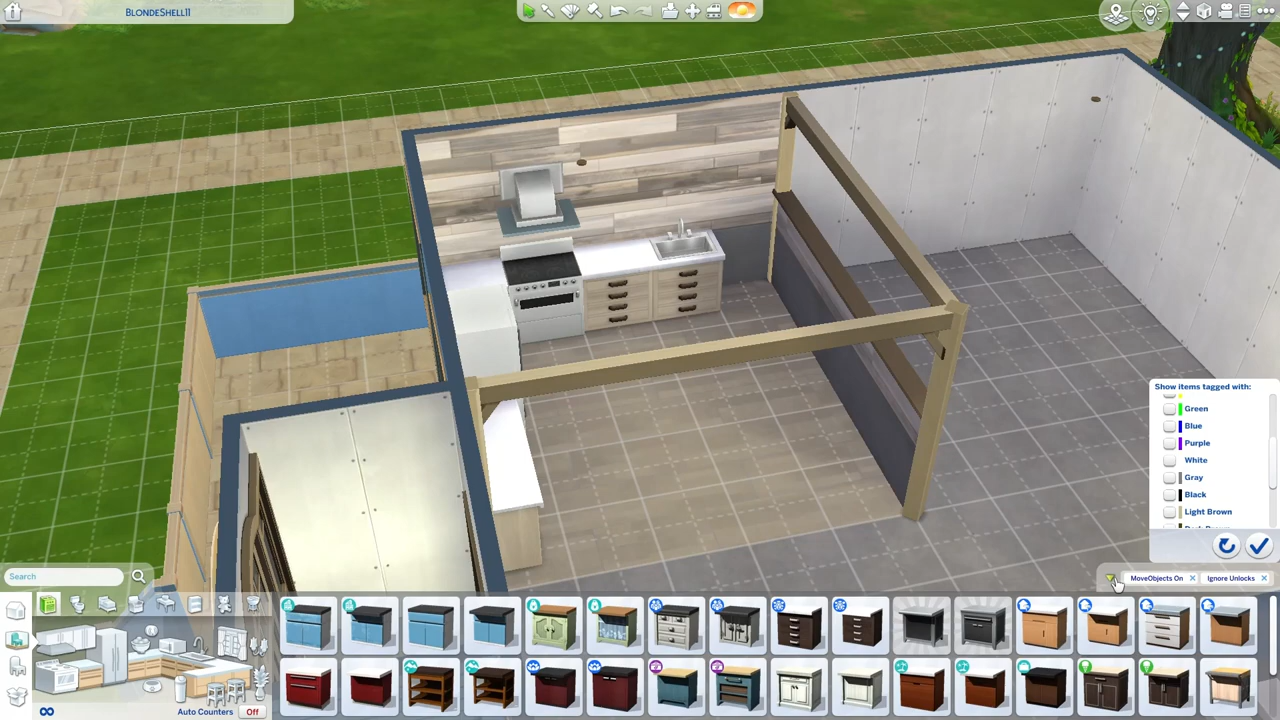 BlondeShell11
Show items tagged with:
Green
Blue
Purple
White
Gray
Black
Light Brown
MoveObjects On
Ignore Unlocks
Search
Auto Counters
Off